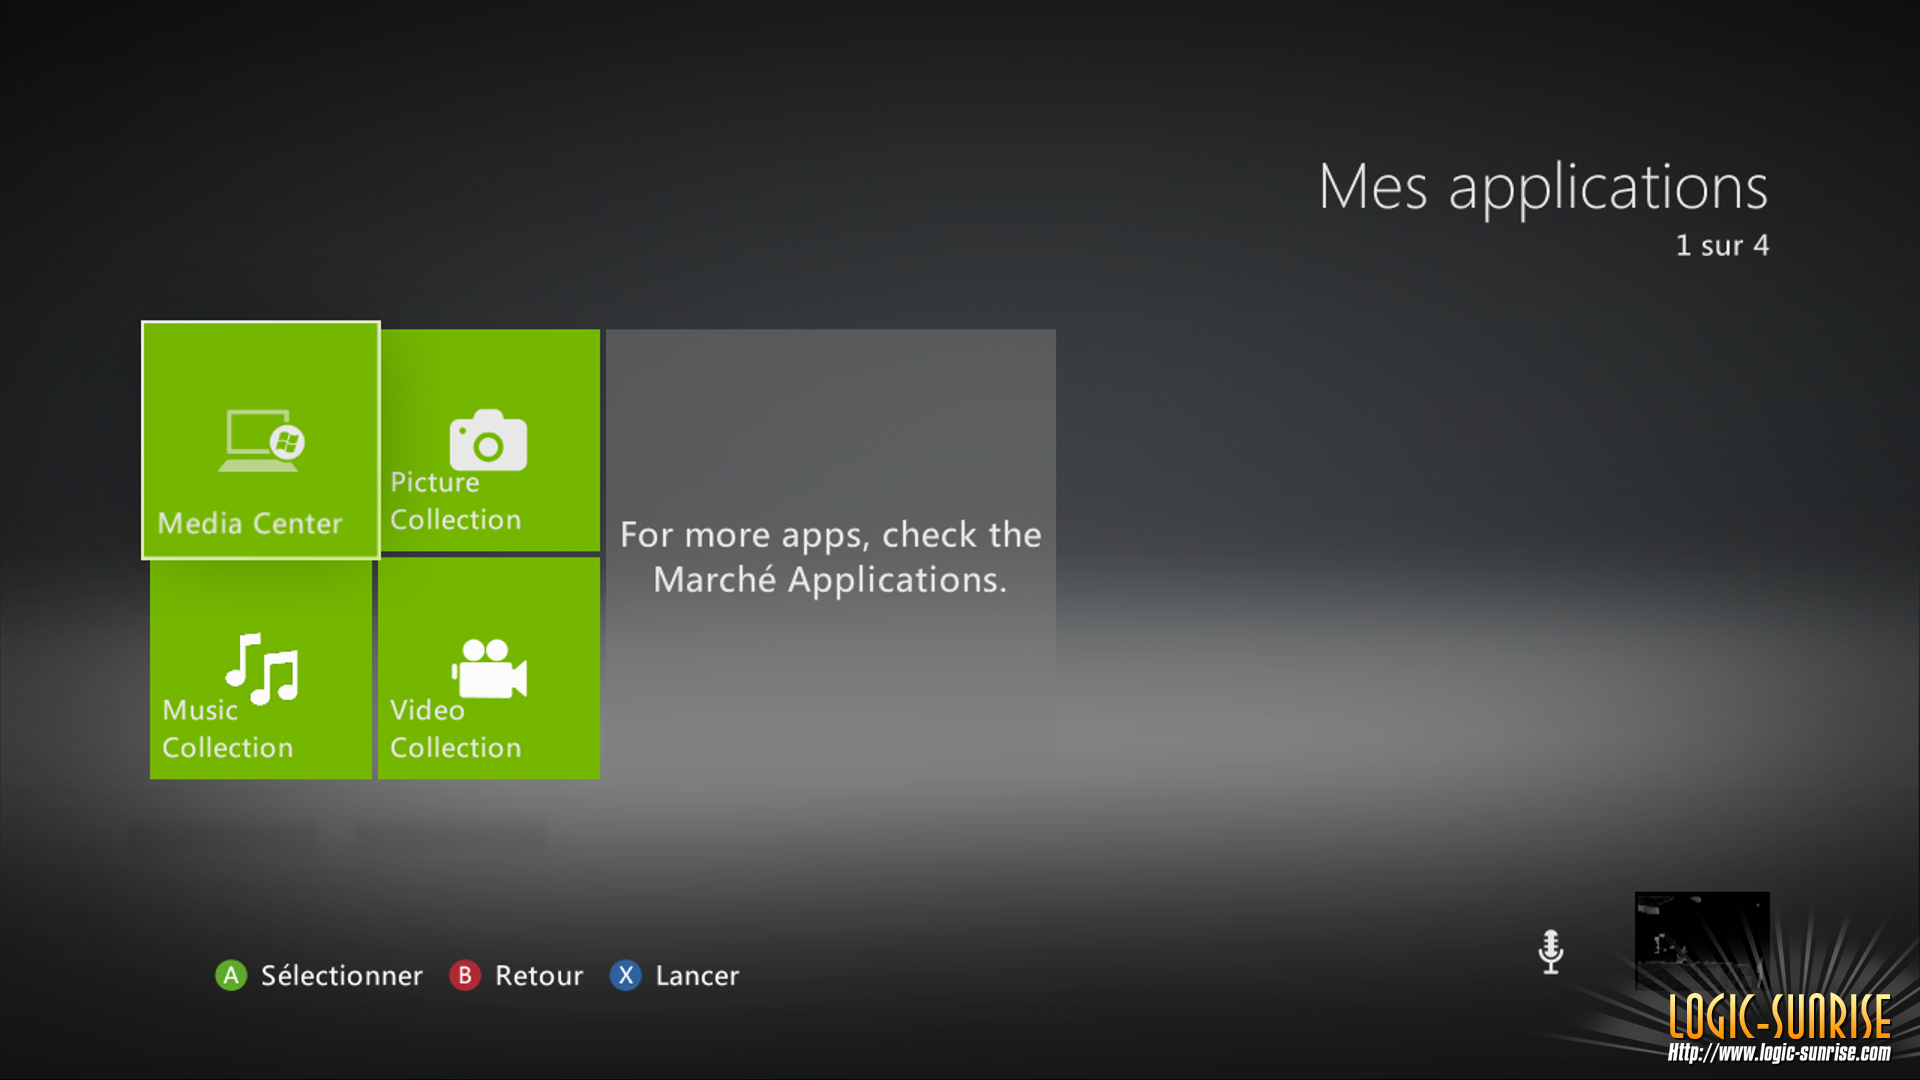 Mes applications
1 sur 4
Media Center
Picture
Collection
For more apps, check the
Marché Applications.
Music
Collection
Video
Collection
A Sélectionner B Retour X Lancer
LOGIC-SUNRISE
Http://www.logic-sunrise.com